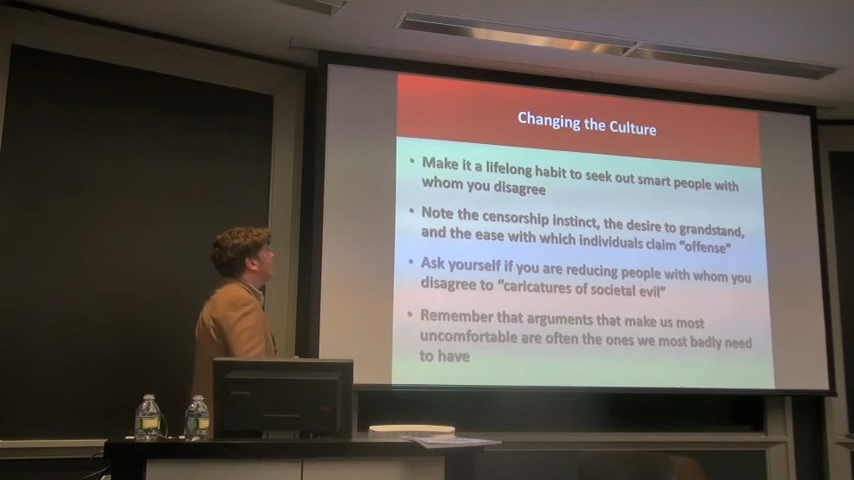 Changing the Culture
• Make it a lifelong habit to seek out smart people with
whom you disagree
• Note the censorship instinct, the desire to grandstand,
and the ease with which individuals claim "offense"
• Ask yourself if you are reducing people with whom you
disagree to "caricatures of societal evil"
• Remember that arguments that make us most
uncomfortable are often the ones we most badly need
to have